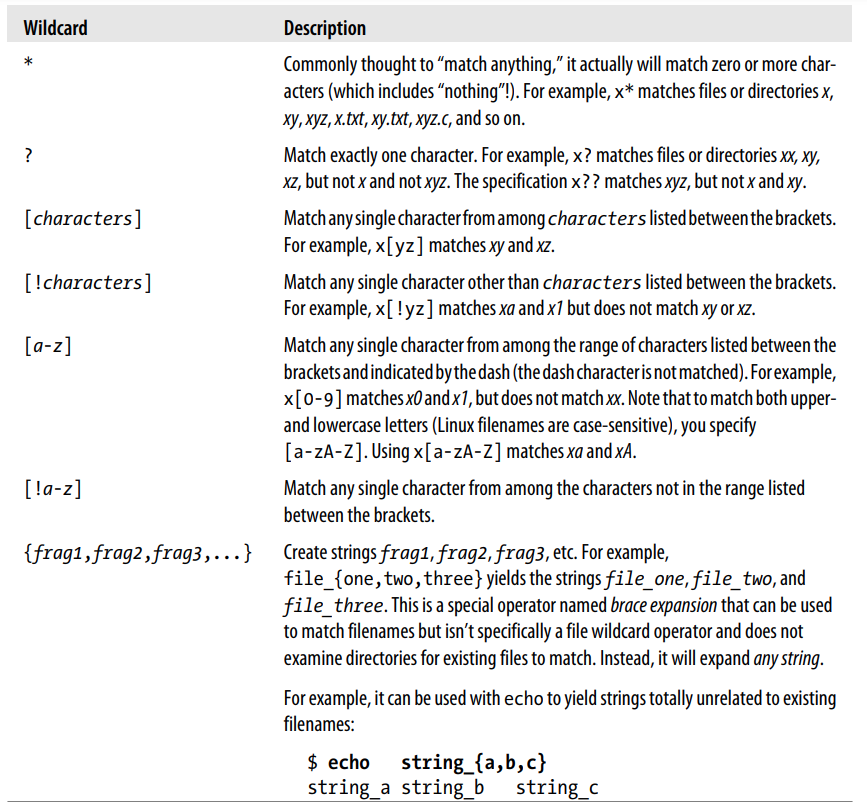 Wildcard Description
* Commonly thought to “match anything,” it actually will match zero or more char-
acters (which includes “nothing”!). For example, x* matches files or directories x,
xy, xyz, x.txt, xy.txt, xyz.c, and so on.
? Match exactly one character. For example, x? matches files or directories xx, xy,
xz, but not x and not xyz. The specification x?? matches xyz, but not x and xy.
[characters] Match any single character from among characters listed between the brackets.
For example, x[yz] matches xy and xz.
[!characters] Match any single character other than characters listed between the brackets.
For example, x[!yz] matches xa and x1 but does not match xy or xz.
[a-z] Match any single character from among the range of characters listed between the
brackets and indicated by the dash (the dash character is not matched). For example,
x[0-9] matches x0 and x1, but does not match xx. Note that to match both upper-
and lowercase letters (Linux filenames are case-sensitive), you specify
[a-zA-Z]. Using x[a-zA-Z] matches xa and xA.
[!a-z] Match any single character from among the characters not in the range listed
between the brackets.
{frag1,frag2,frag3,...} Create strings frag1, frag2, frag3, etc. For example,
file_{one,two,three} yields the strings file_one, file_two, and
file_three. This is a special operator named brace expansion that can be used
to match filenames but isn’t specifically a file wildcard operator and does not
examine directories for existing files to match. Instead, it will expand any string.
For example, it can be used with echo to yield strings totally unrelated to existing
filenames:
$ echo string_{a,b,c}
string_a string_b string_c